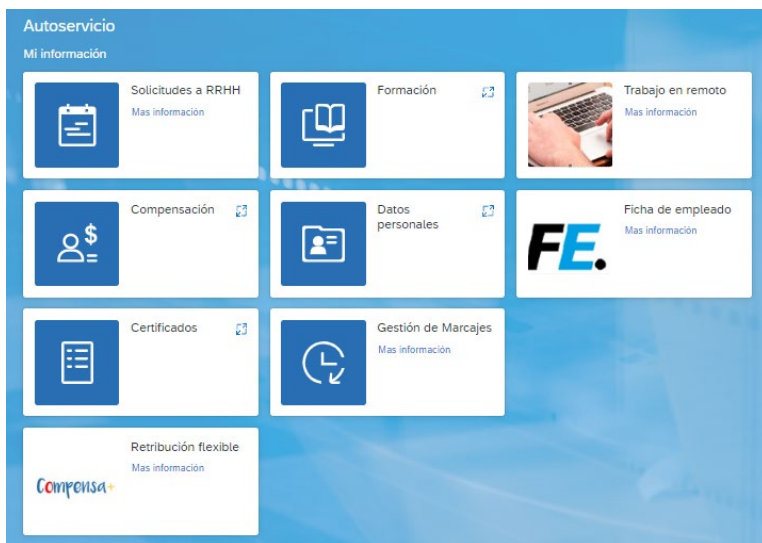 Autoservicio
Mi información
Solicitudes a RRHH
Mas información
Formación
Trabajo en remoto
Mas información
$
Compensación
Datos
personales
FE.
Ficha de empleado
Mas información
Certificados
Gestión de Marcajes
Mas información
Compensa+
Retribución flexible
Mas información